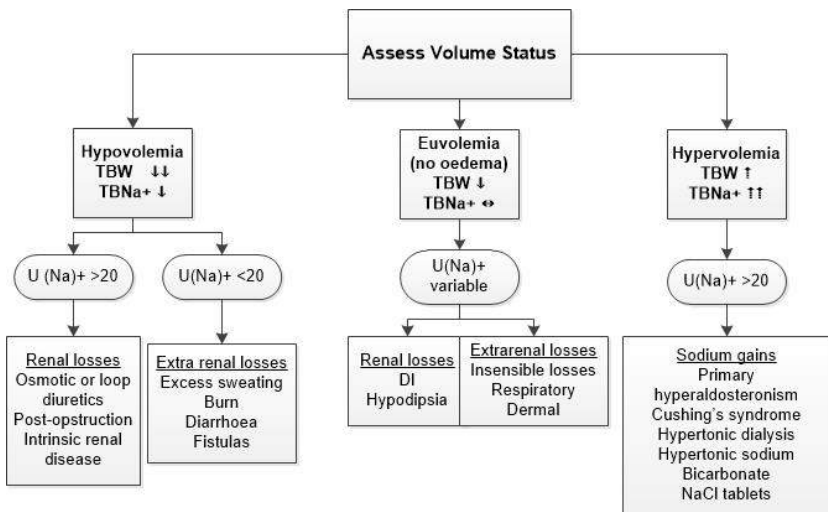 Assess Volume Status
Hypovolemia
TBW ↓↓
TBNa+ ↓
Euvolemia
(no oedema)
TBW ↓
TBNa+ ⇔
Hypervolemia
TBW ↑
TBNa+ ↑↑
U (Na)+ >20
U(Na)+ <20
U(Na)+
variable
U(Na)+ >20
Renal losses
Osmotic or loop
diuretics
Post-opstruction
Intrinsic renal
disease
Extra renal losses
Excess sweating
Burn
Diarrhoea
Fistulas
Renal losses
DI
Hypodipsia
Extrarenal losses
Insensible losses
Respiratory
Dermal
Sodium gains
Primary
hyperaldosteronism
Cushing's syndrome
Hypertonic dialysis
Hypertonic sodium
Bicarbonate
NaCl tablets